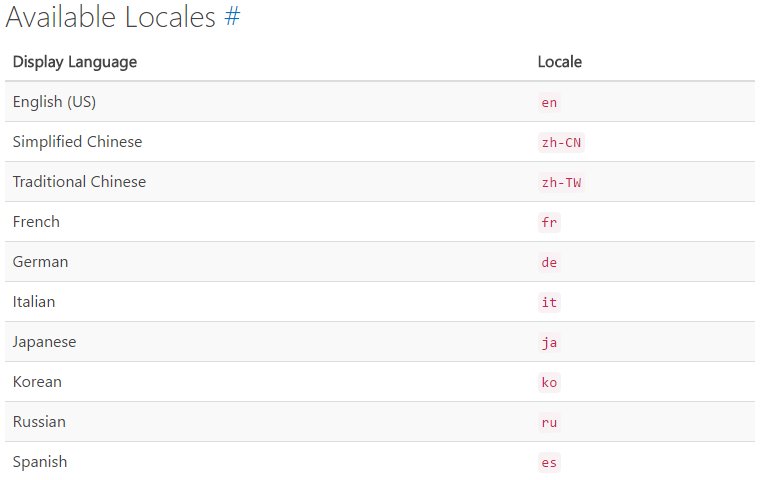 Available Locales #
Display Language Locale
English (US) en
Simplified Chinese zh-CN
Traditional Chinese zh-TW
French fr
German de
Italian it
Japanese ja
Korean ko
Russian ru
Spanish es